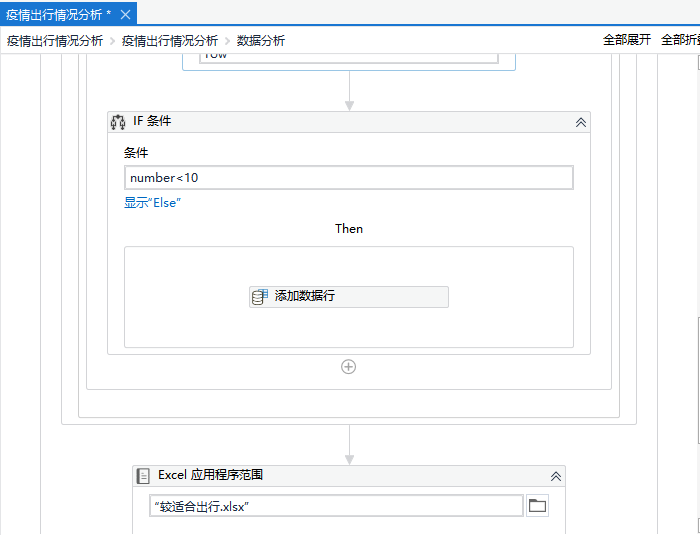 疫情出行情况分析 *
疫情出行情况分析 疫情出行情况分析 数据分析 全部展开 全部折
IF 条件
条件
number<10
显示“Else”
Then
添加数据行
Excel 应用程序范围
“较适合出行.xlsx”